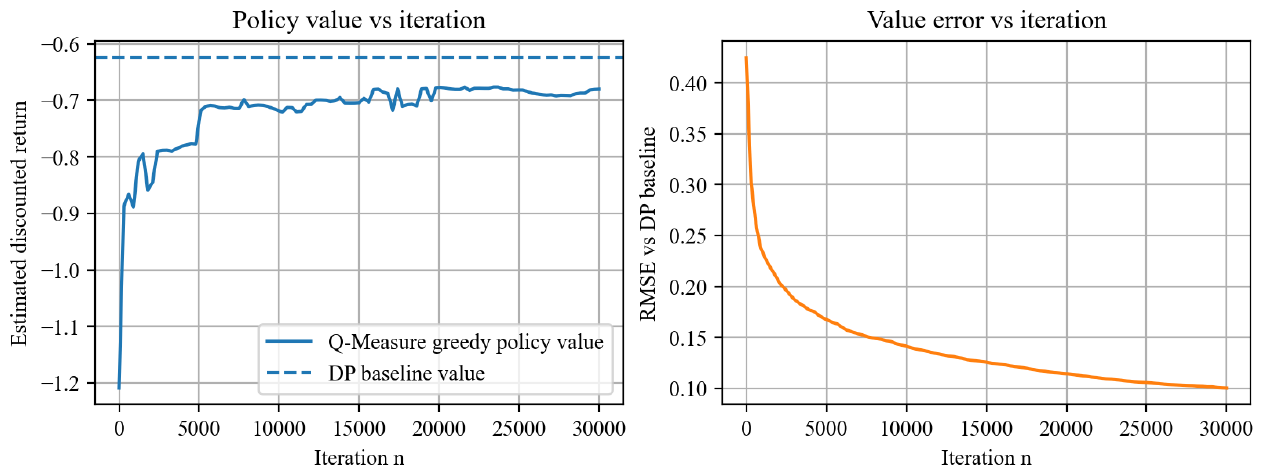 Policy value vs iteration
Estimated discounted return
−0.6
−0.7
−0.8
−0.9
−1.0
−1.1
−1.2
Q-Measure greedy policy value
DP baseline value
0 5000 10000 15000 20000 25000 30000
Iteration n
Value error vs iteration
RMSE vs DP baseline
0.40
0.35
0.30
0.25
0.20
0.15
0.10
0 5000 10000 15000 20000 25000 30000
Iteration n